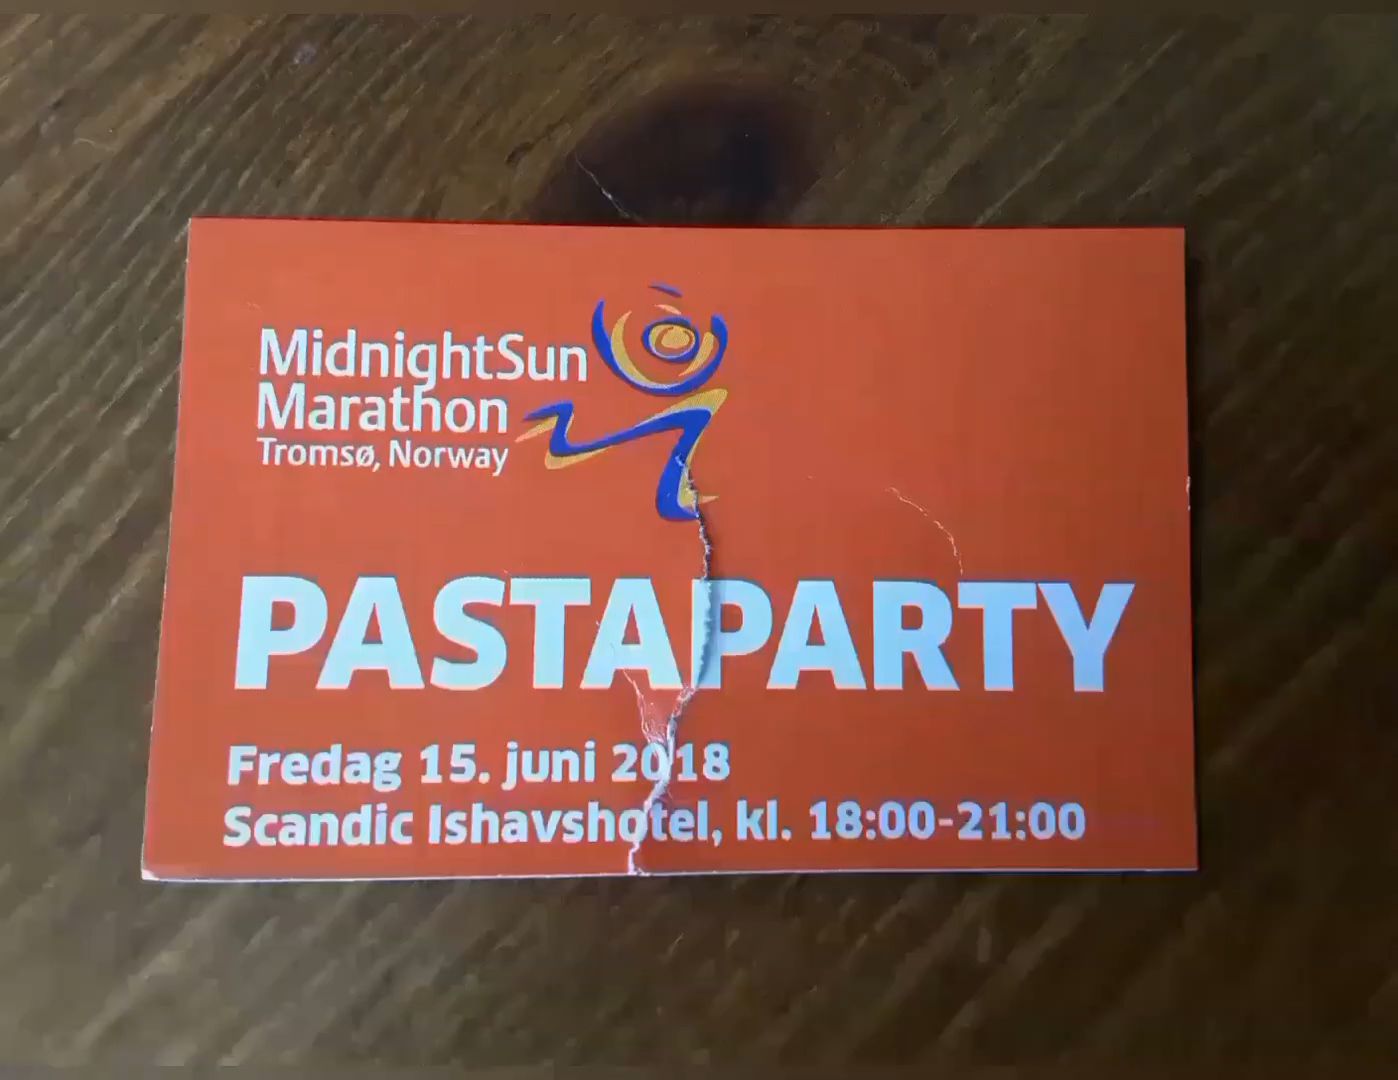 MidnightSun
Marathon
Tromsø, Norway
PASTAPARTY
Fredag 15. juni 2018
Scandic Ishavshotel, kl. 18:00-21:00